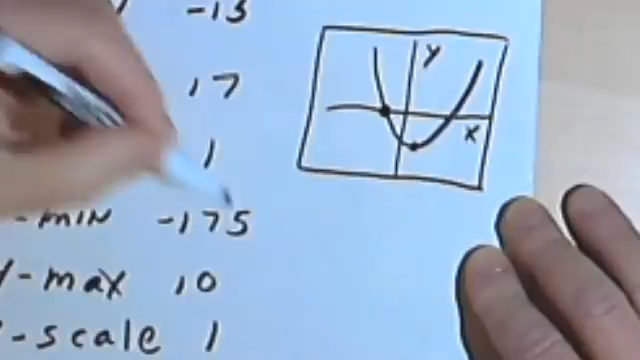 -13
17
1
-min -175
y-max 10
-scale 1
y
x